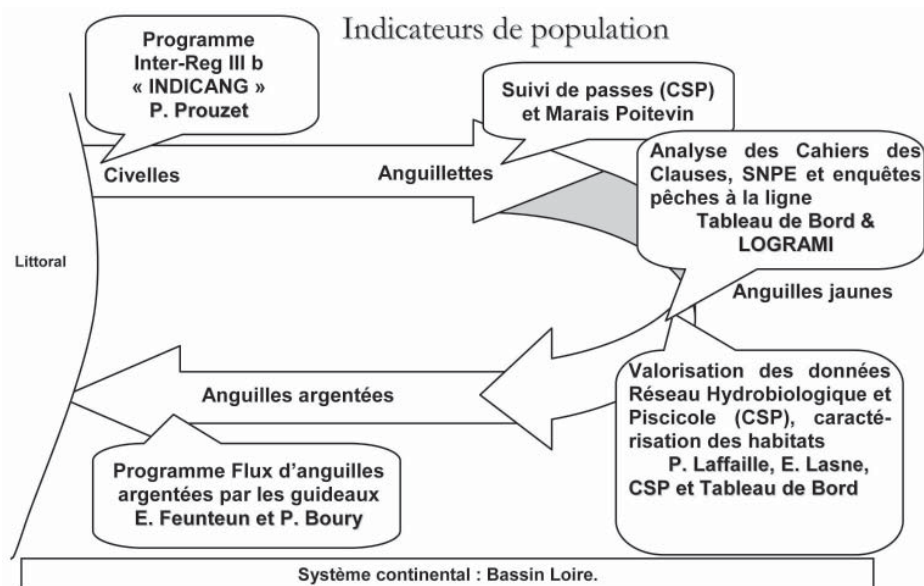 Indicateurs de population
Programme
Inter-Reg III b
« INDICANG »
P. Prouzet
Suivi de passes (CSP)
et Marais Poitevin
Civelles
Anguillettes
Analyse des Cahiers des
Clauses, SNPE et enquêtes
pêches à la ligne
Tableau de Bord &
LOGRAMI
Littoral
Anguilles jaunes
Anguilles argentées
Valorisation des données
Réseau Hydrobiologique et
Piscicole (CSP), caracté-
risation des habitats
P. Laffaille, E. Lasne,
CSP et Tableau de Bord
Programme Flux d'anguilles
argentées par les guideaux
E. Feunteun et P. Boury
Système continental : Bassin Loire.